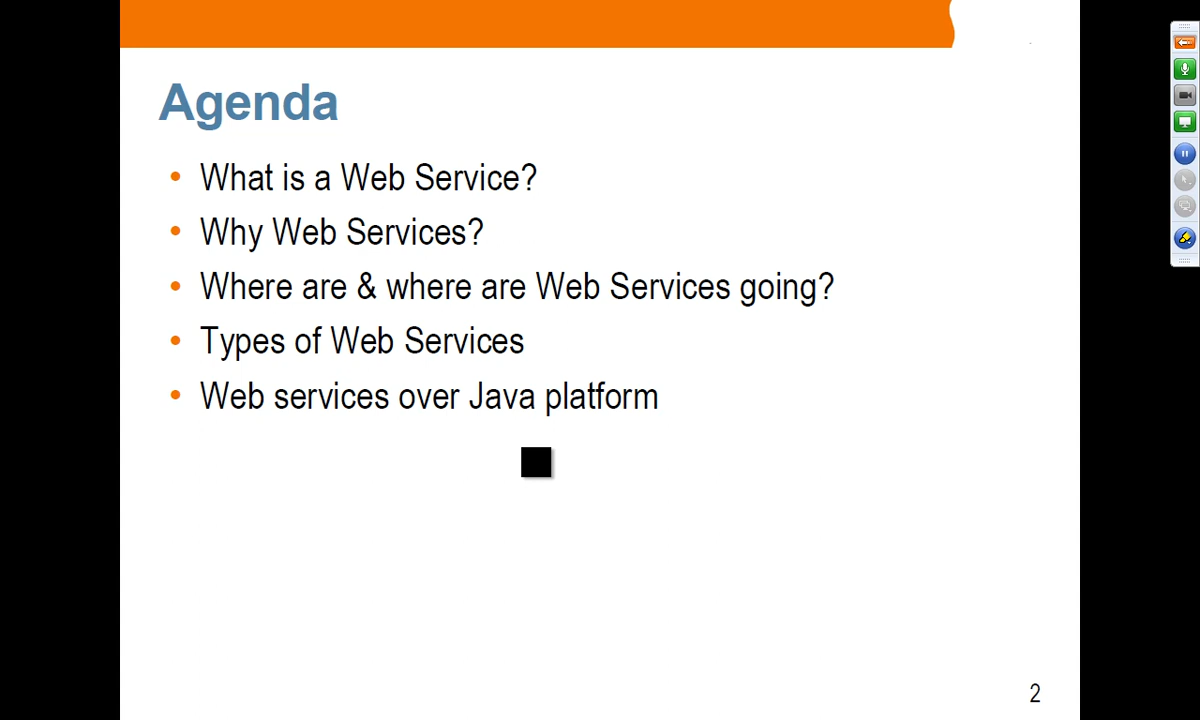 Agenda
• What is a Web Service?
• Why Web Services?
• Where are & where are Web Services going?
• Types of Web Services
• Web services over Java platform
2